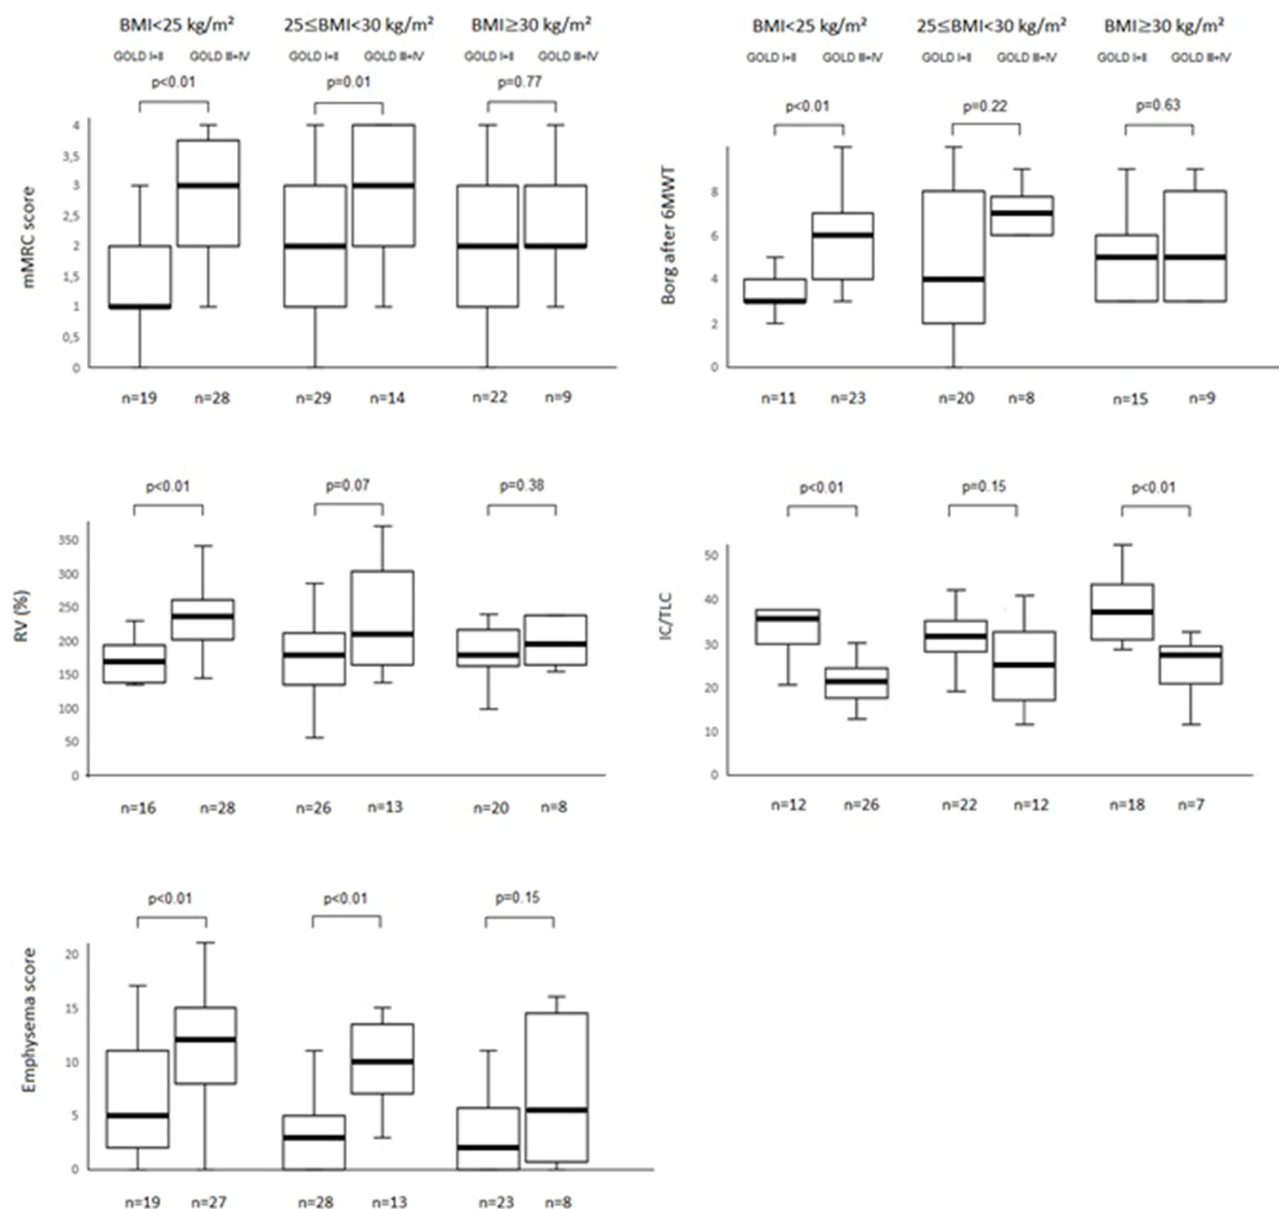 BMI<25 kg/m² 25≤BMI<30 kg/m² BMI≥30 kg/m²
GOLD I+II GOLD III+IV GOLD I+II GOLD III+IV GOLD I+II GOLD III+IV
p<0.01 p=0.01 p=0.77
mMRC score
4
3,5
3
2,5
2
1,5
1
0,5
0
n=19 n=28 n=29 n=14 n=22 n=9
BMI<25 kg/m² 25≤BMI<30 kg/m² BMI≥30 kg/m²
GOLD I+II GOLD III+IV GOLD I+II GOLD III+IV GOLD I+II GOLD III+IV
p<0.01 p=0.22 p=0.63
Borg after 6MWT
8
6
4
2
0
n=11 n=23 n=20 n=8 n=15 n=9
p<0.01 p=0.07 p=0.38
RV (%)
350
300
250
200
150
100
50
0
n=16 n=28 n=26 n=13 n=20 n=8
p<0.01 p=0.15 p<0.01
IC/TLC
50
40
30
20
10
0
n=12 n=26 n=22 n=12 n=18 n=7
p<0.01 p<0.01 p=0.15
Emphysema score
20
15
10
5
0
n=19 n=27 n=28 n=13 n=23 n=8